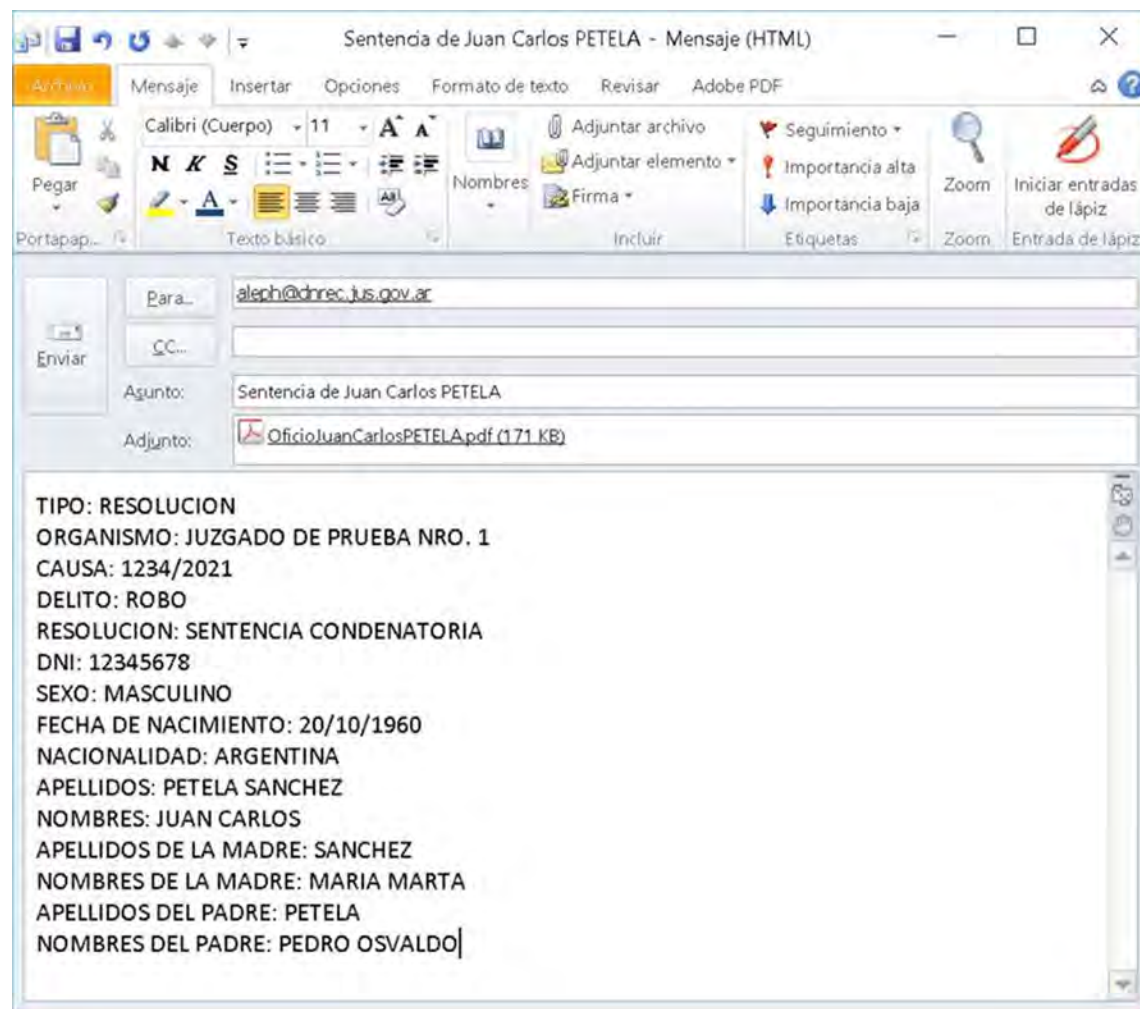 Sentencia de Juan Carlos PETELA - Mensaje (HTML)
Archivo Mensaje Insertar Opciones Formato de texto Revisar Adobe PDF
Calibri (Cuerpo) 11 A A
N K S
A
Pegar
Nombres
Adjuntar archivo
Adjuntar elemento
Firma
Seguimiento
Importancia alta
Importancia baja
Zoom
Iniciar entradas
de lápiz
Portapap... Texto básico Incluir Etiquetas Zoom Entrada de lápiz
Enviar
Para... aleph@dnrec.jus.gov.ar
CC...
Asunto: Sentencia de Juan Carlos PETELA
Adjunto: OficioJuanCarlosPETELA.pdf (171 KB)
TIPO: RESOLUCION
ORGANISMO: JUZGADO DE PRUEBA NRO. 1
CAUSA: 1234/2021
DELITO: ROBO
RESOLUCION: SENTENCIA CONDENATORIA
DNI: 12345678
SEXO: MASCULINO
FECHA DE NACIMIENTO: 20/10/1960
NACIONALIDAD: ARGENTINA
APELLIDOS: PETELA SANCHEZ
NOMBRES: JUAN CARLOS
APELLIDOS DE LA MADRE: SANCHEZ
NOMBRES DE LA MADRE: MARIA MARTA
APELLIDOS DEL PADRE: PETELA
NOMBRES DEL PADRE: PEDRO OSVALDO